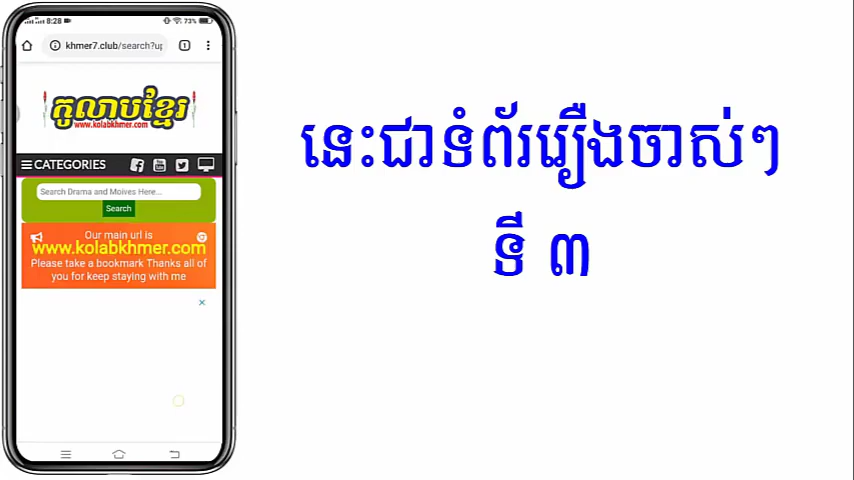 8:28
73%
khmer7.club/search?up
1
កូលាបខ្មែរ
www.kolabkhmer.com
CATEGORIES
Search Drama and Moives Here...
Search
Our main url is
www.kolabkhmer.com
Please take a bookmark Thanks all of
you for keep staying with me
នេះជាទំព័ររឿងចាស់ៗ
ទី ៣